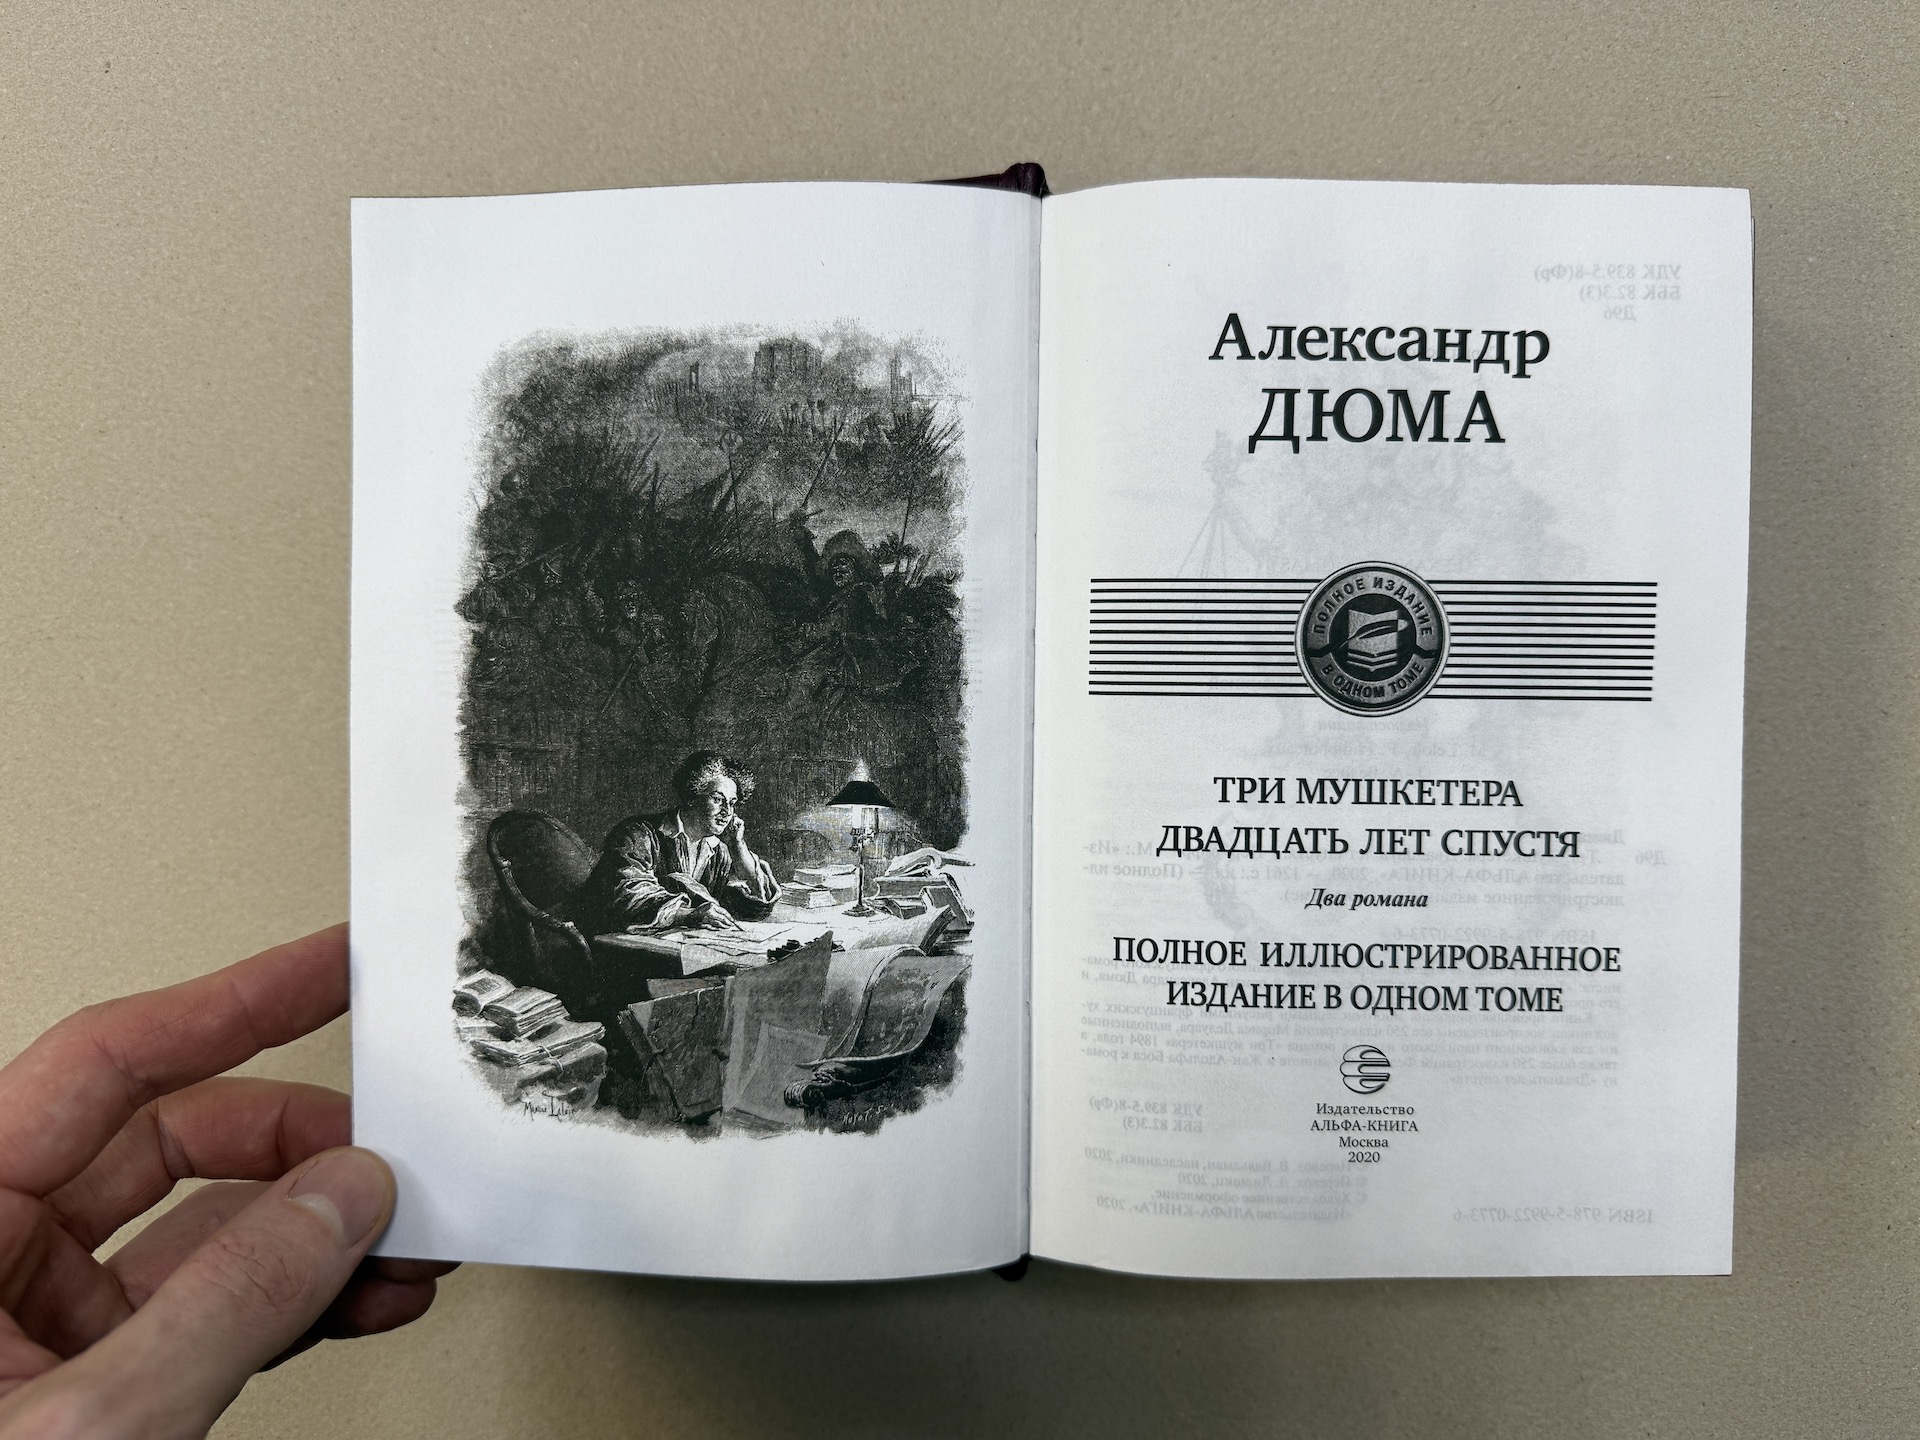 Александр
ДЮМА
ПОЛНОЕ ИЗДАНИЕ
В ОДНОМ ТОМЕ
ТРИ МУШКЕТЕРА
ДВАДЦАТЬ ЛЕТ СПУСТЯ
Два романа
ПОЛНОЕ ИЛЛЮСТРИРОВАННОЕ
ИЗДАНИЕ В ОДНОМ ТОМЕ
Издательство
АЛЬФА-КНИГА
Москва
2020